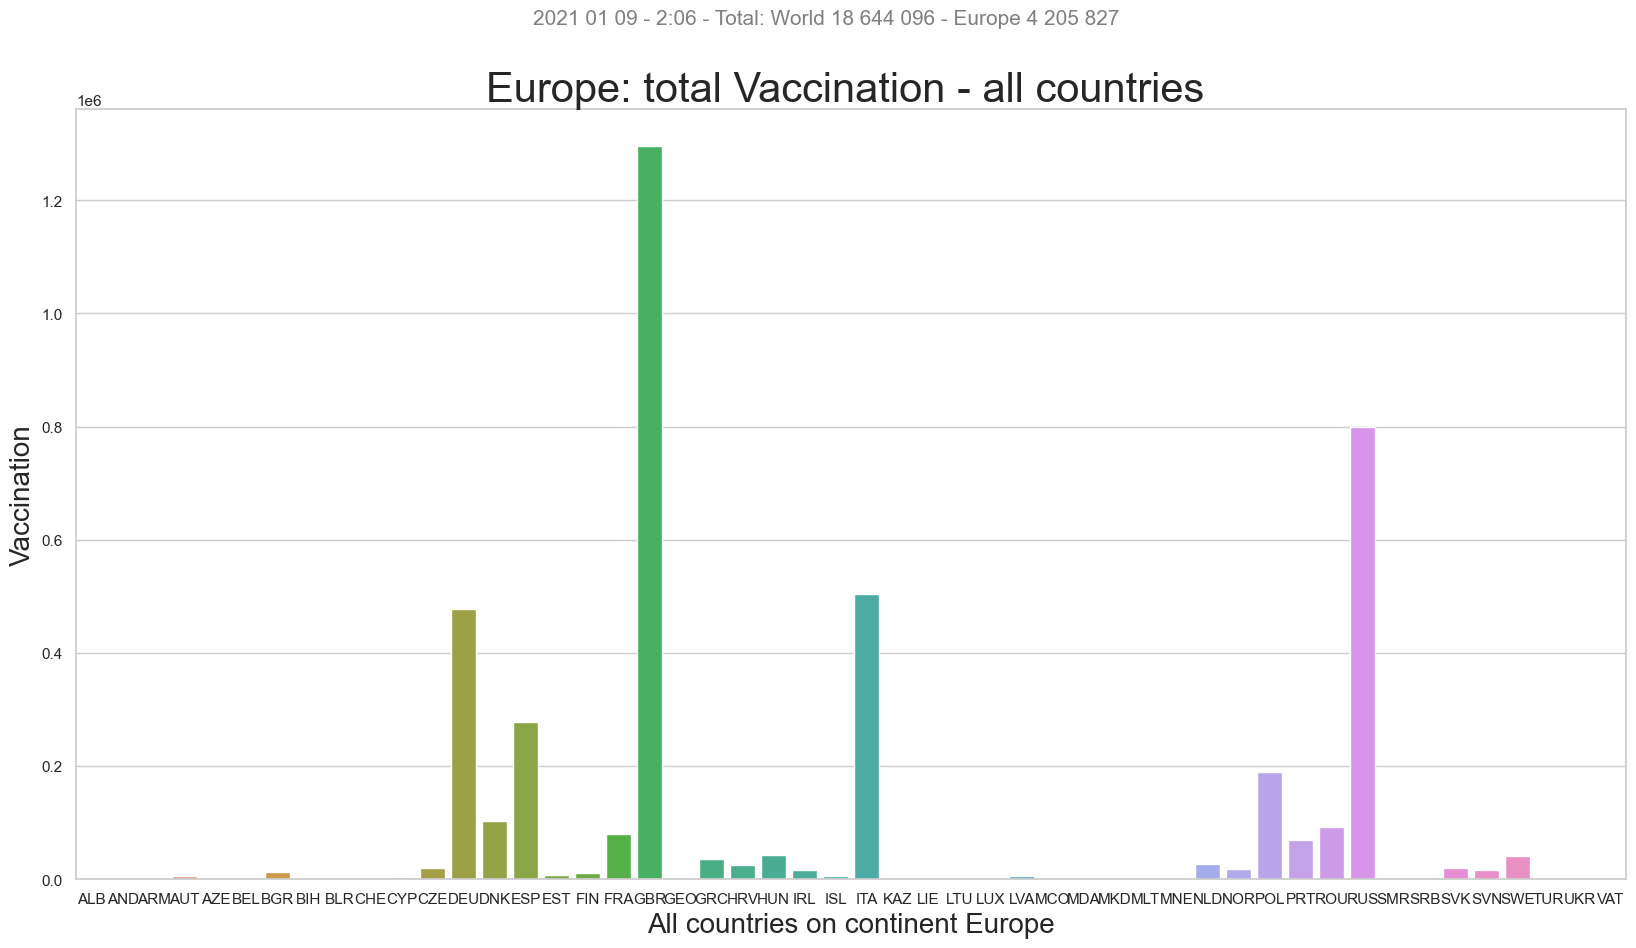 2021 01 09 - 2:06 - Total: World 18 644 096 - Europe 4 205 827
Europe: total Vaccination - all countries
1e6
1.2
1.0
0.8
0.6
0.4
0.2
0.0
Vaccination
ALB AND ARM AUT AZE BEL BGR BIH BLR CHE CYP CZE DEU DNK ESP EST FIN FRA GBR GEO GRC HRV HUN IRL ISL ITA KAZ LIE LTU LUX LVA MCO MDA MKD MLT MNE NLD NOR POL PRT ROU RUS SMR SRB SVK SVN SWE TUR UKR VAT
All countries on continent Europe